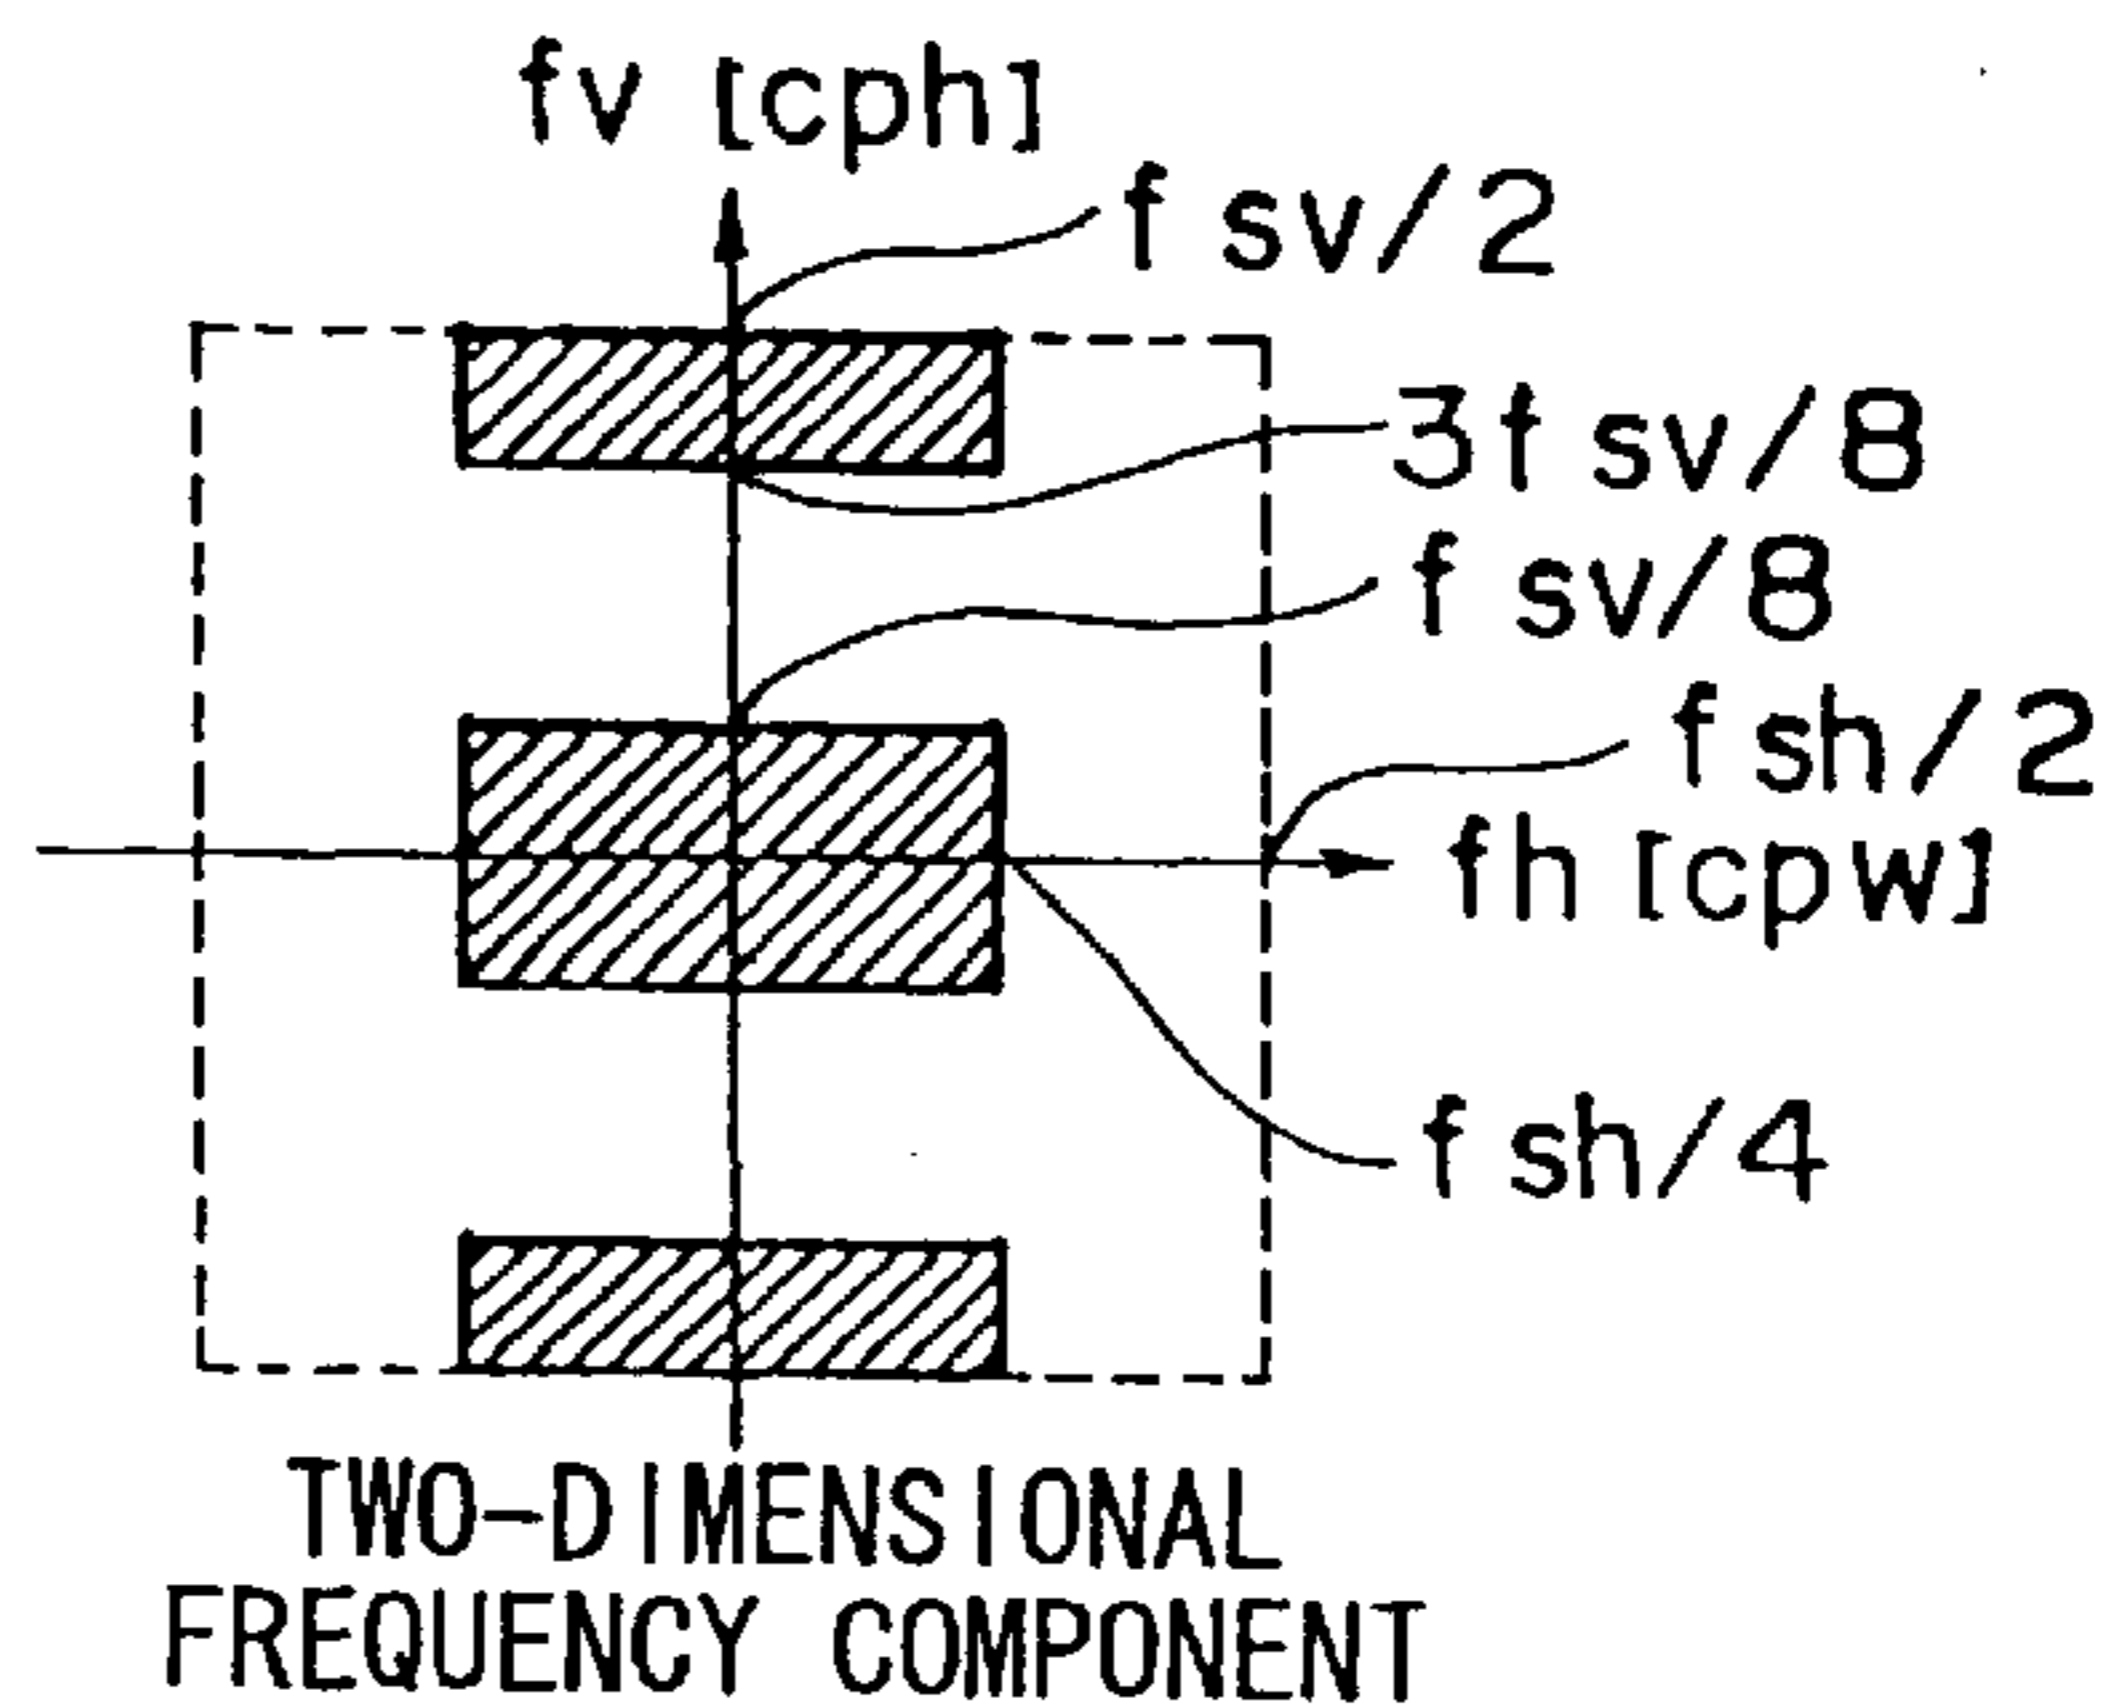 fv [cph]
f sv/2
3f sv/8
f sv/8
f sh/2
fh [cpw]
f sh/4
TWO-DIMENSIONAL
FREQUENCY COMPONENT